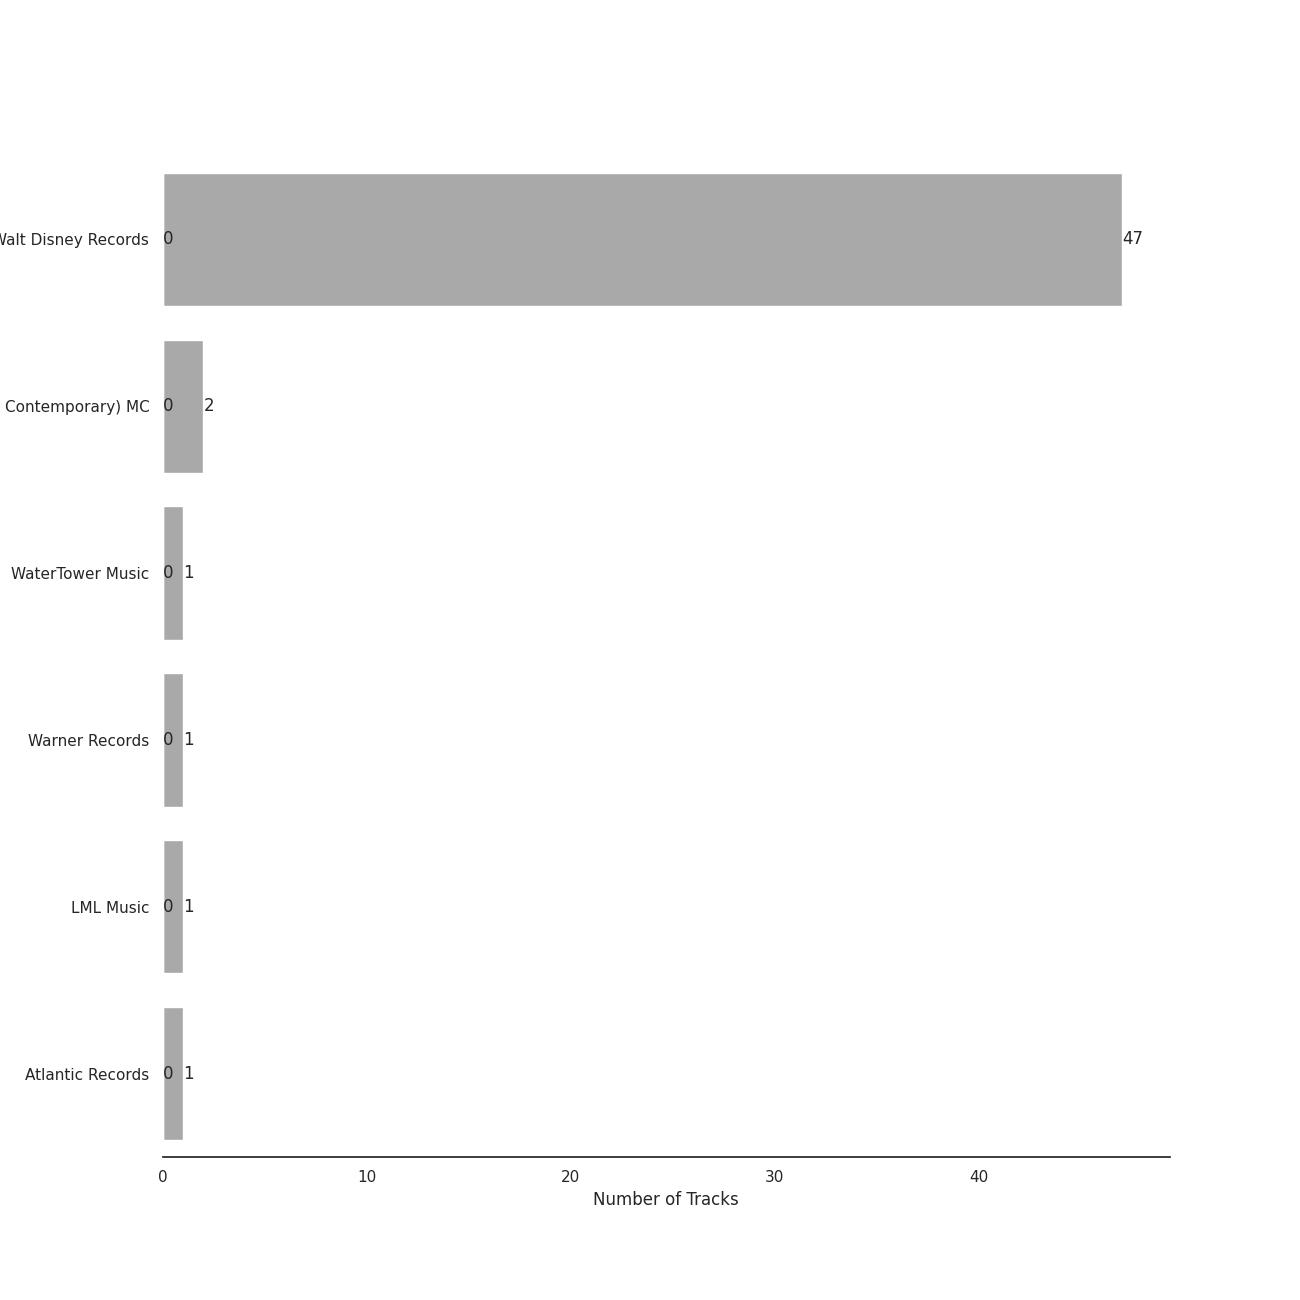 Walt Disney Records 0 47
Contemporary) MC 0 2
WaterTower Music 0 1
Warner Records 0 1
LML Music 0 1
Atlantic Records 0 1
0 10 20 30 40
Number of Tracks